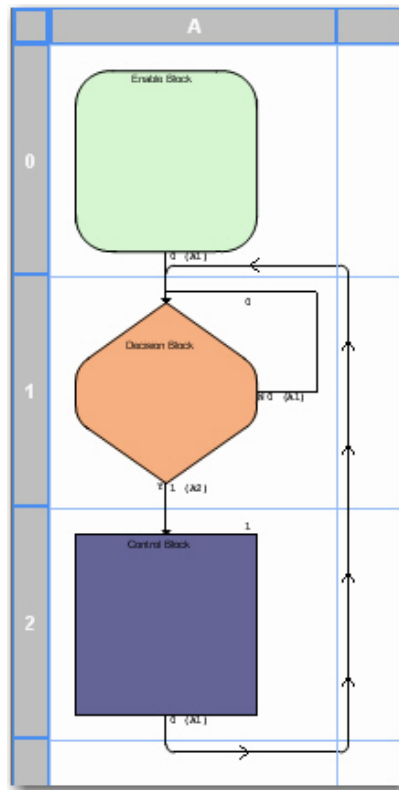 A
0
Enable Block
0 (A1)
0
1
Decision Block
N 0 (A1)
Y 1 (A2)
1
2
Control Block
0 (A1)